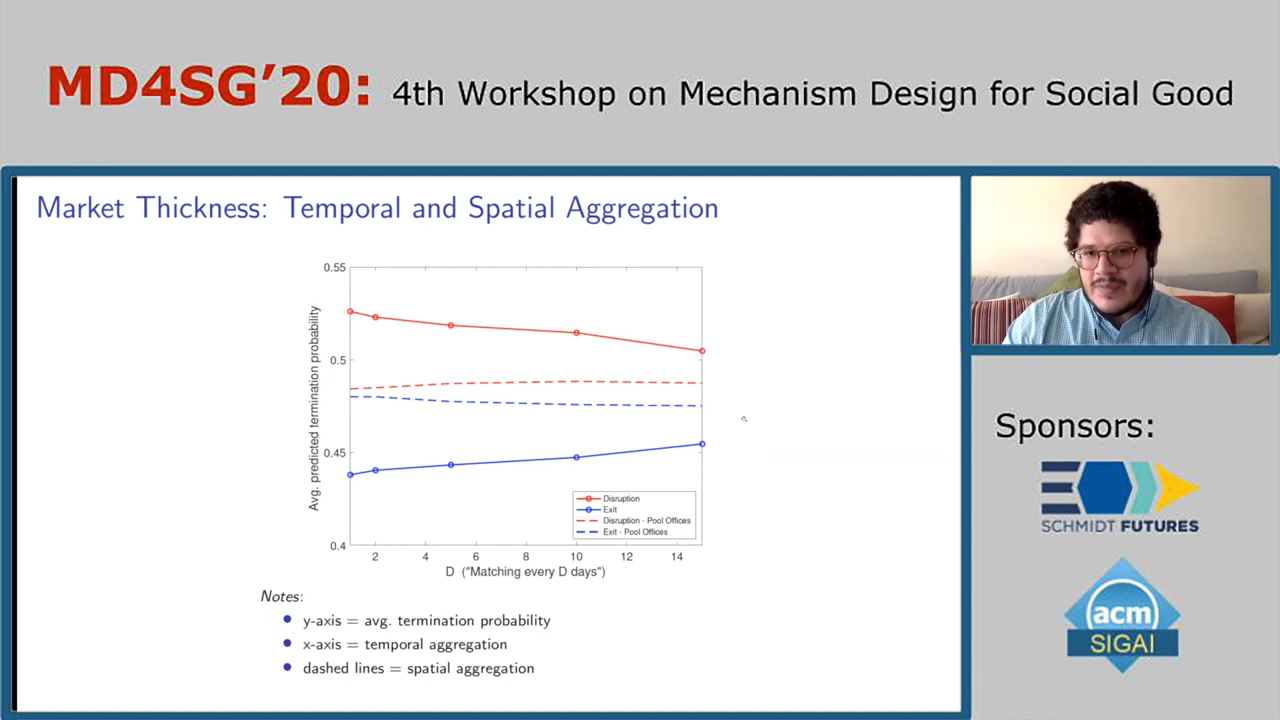 MD4SG’20: 4th Workshop on Mechanism Design for Social Good
Market Thickness: Temporal and Spatial Aggregation
0.55
0.5
0.45
0.4
Avg. predicted termination probability
2 4 6 8 10 12 14
D ("Matching every D days")
Disruption
Exit
Disruption - Pool Offices
Exit - Pool Offices
Notes:
y-axis = avg. termination probability
x-axis = temporal aggregation
dashed lines = spatial aggregation
Sponsors:
SCHMIDT FUTURES
acm
SIGAI